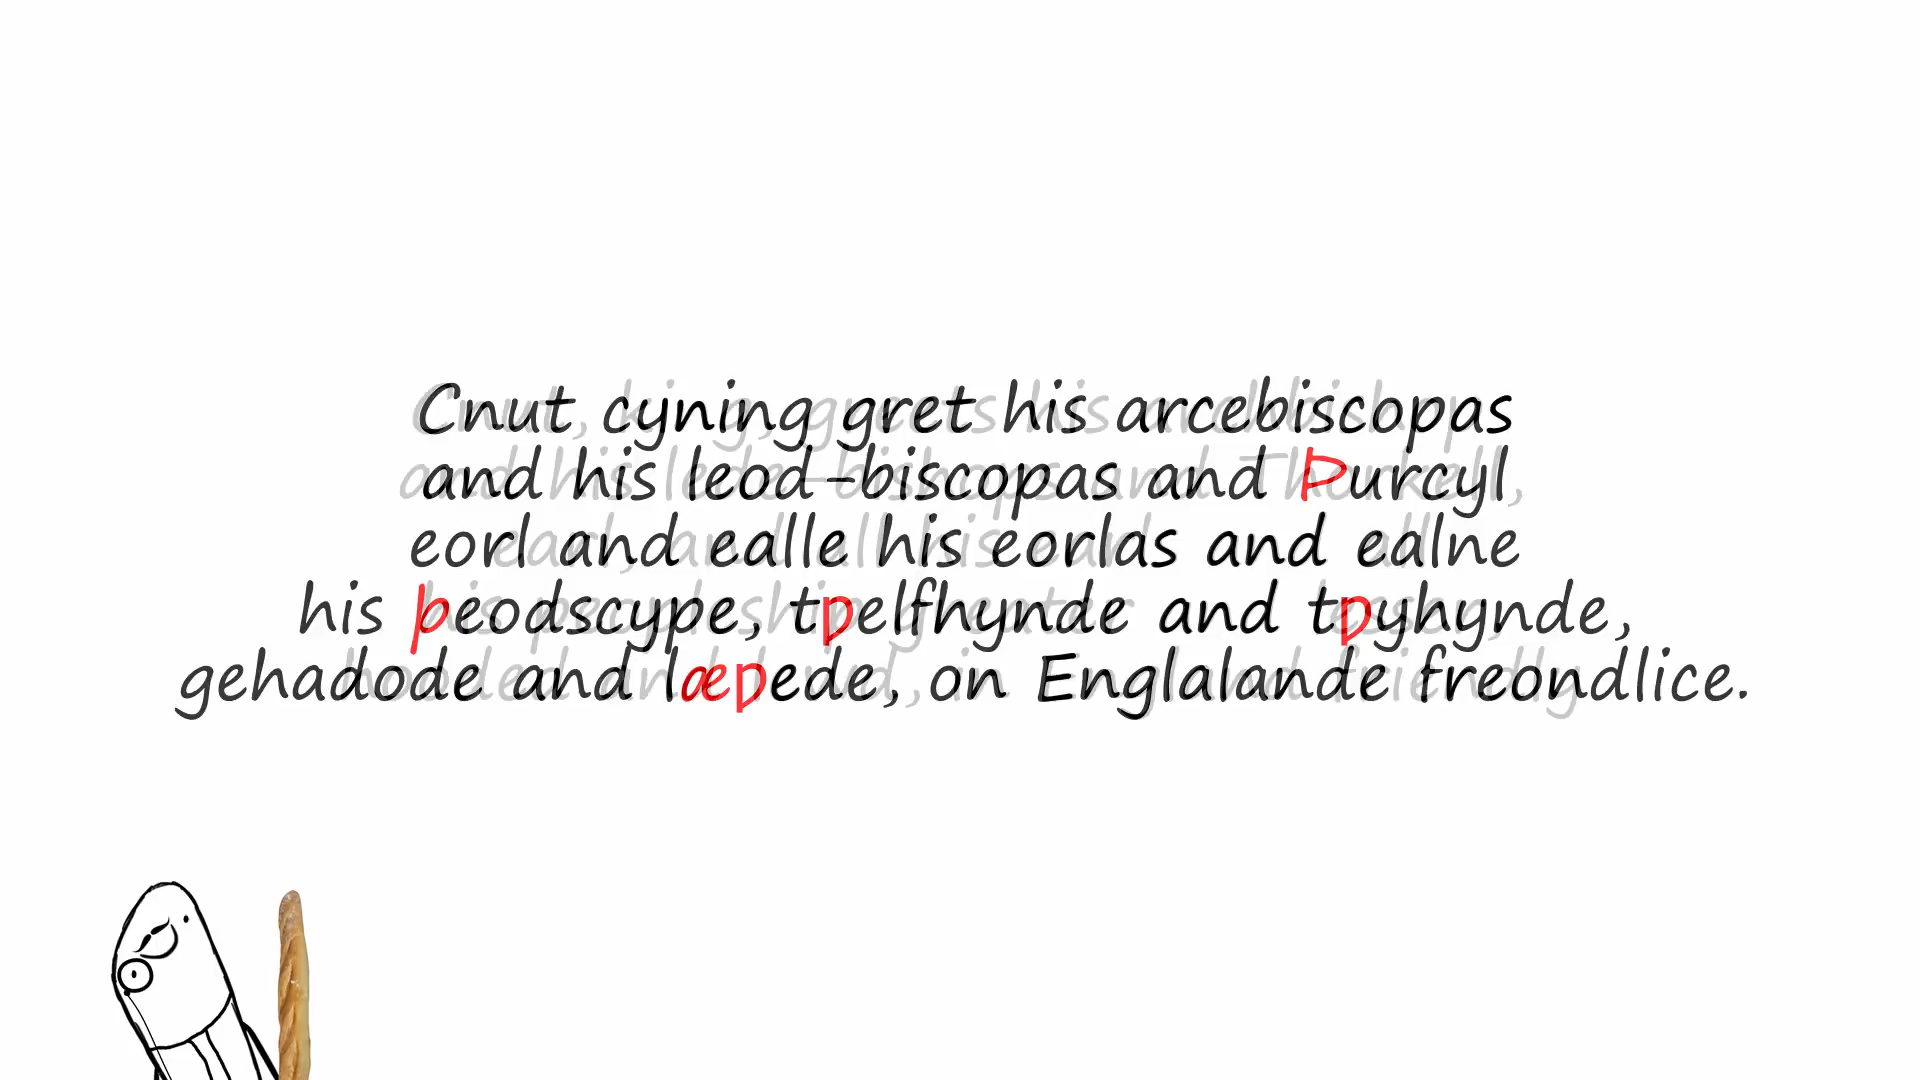 Cnut cyning gret his arcebiscopas
and his leod-biscopas and Þurcyl
eorl and ealle his eorlas and ealne
his þeodscype, tƿelfhynde and tƿyhynde,
gehadode and læƿede, on Englalande freondlice.